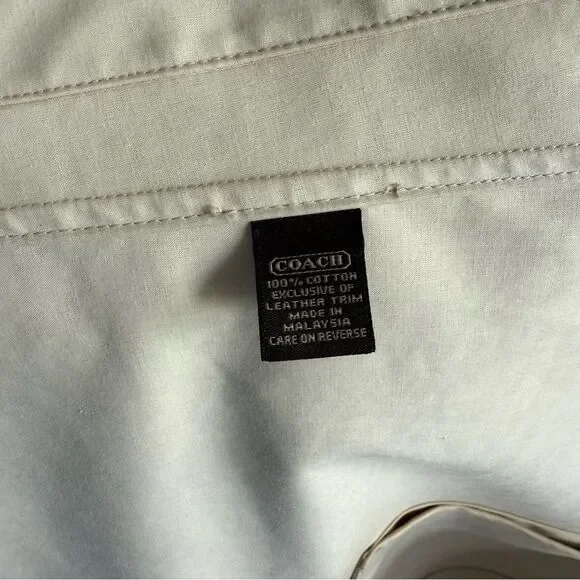 COACH
100% COTTON
EXCLUSIVE OF
LEATHER TRIM
MADE IN
MALAYSIA
CARE ON REVERSE